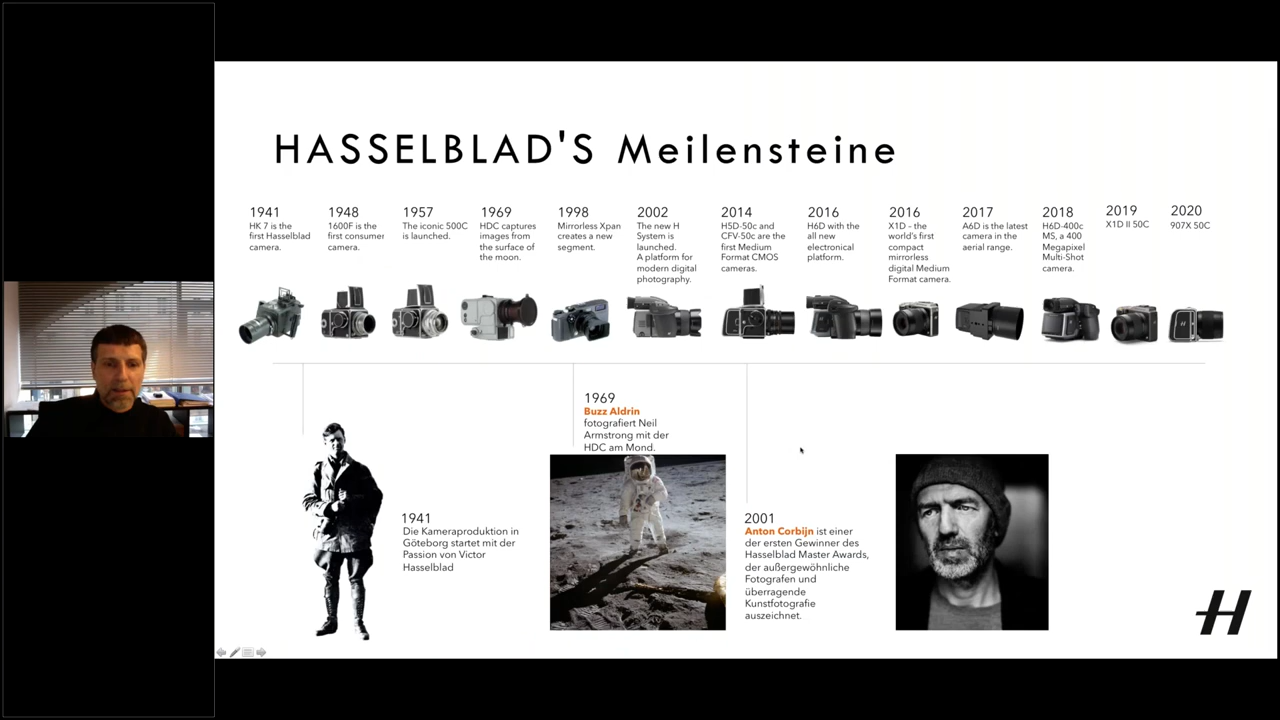 HASSELBLAD'S Meilensteine
1941
HK 7 is the
first Hasselblad
camera.
1948
1600F is the
first consumer
camera.
1957
The iconic 500C
is launched.
1969
HDC captures
images from
the surface of
the moon.
1998
Mirrorless Xpan
creates a new
segment.
2002
The new H
System is
launched.
A platform for
modern digital
photography.
2014
H5D-50c and
CFV-50c are the
first Medium
Format CMOS
cameras.
2016
H6D with the
all new
electronical
platform.
2016
X1D – the
world's first
compact
mirrorless
digital Medium
Format camera.
2017
A6D is the latest
camera in the
aerial range.
2018
H6D-400c
MS, a 400
Megapixel
Multi-Shot
camera.
2019
X1D II 50C
2020
907X 50C
1941
Die Kameraproduktion in
Göteborg startet mit der
Passion von Victor
Hasselblad
1969
Buzz Aldrin
fotografiert Neil
Armstrong mit der
HDC am Mond.
2001
Anton Corbijn ist einer
der ersten Gewinner des
Hasselblad Master Awards,
der außergewöhnliche
Fotografen und
überragende
Kunstfotografie
auszeichnet.
H